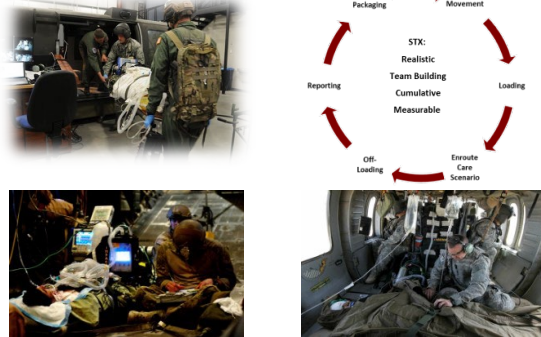 Packaging
Movement
STX:
Realistic
Team Building
Cumulative
Measurable
Reporting
Loading
Off-
Loading
Enroute
Care
Scenario